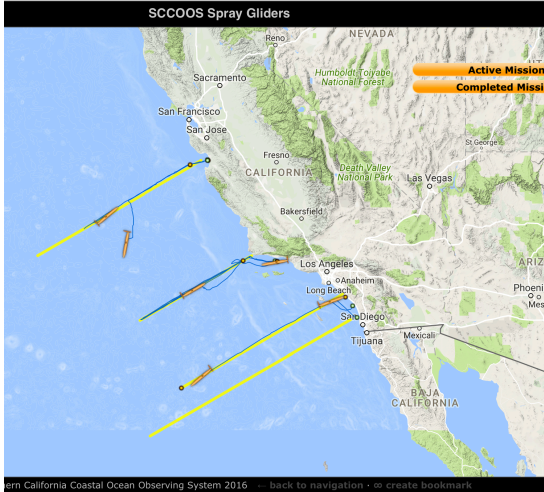 SCCOOS Spray Gliders
NEVADA
Reno
Active Mission
Humboldt-Toiyabe
National Forest
Sacramento
Completed Missi
San Francisco
San Jose
St George
Fresno
Death Valley
National Park
CALIFORNIA
Las Vegas
Bakersfield
Los Angeles
ARIZ
Anaheim
Long Beach
Phoeni
Mes
San Diego
Tijuana
Mexicali
BAJA
CALIFORNIA
ern California Coastal Ocean Observing System 2016 ← back to navigation · ∞ create bookmark